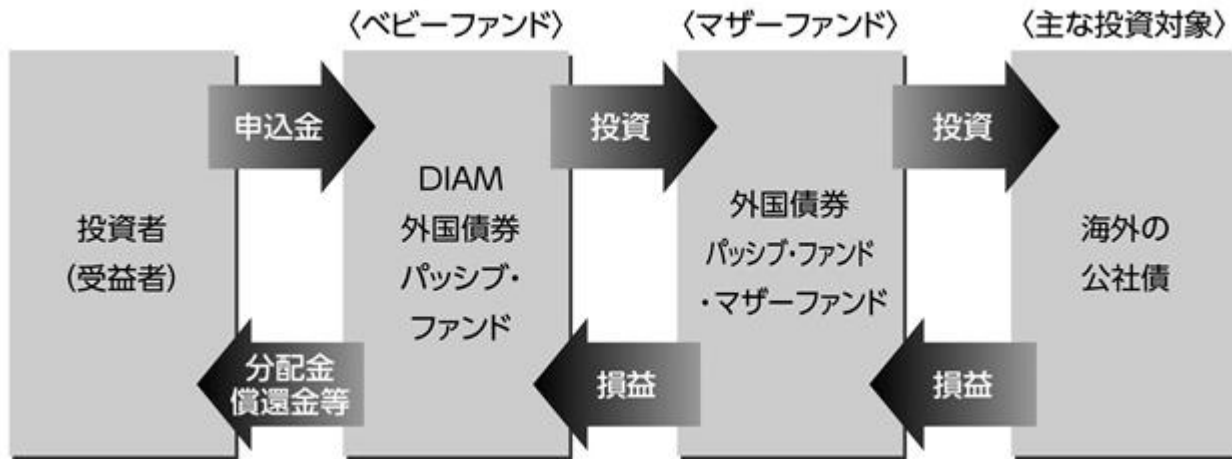 〈ベビーファンド〉
〈マザーファンド〉
〈主な投資対象〉
申込金
投資
投資
投資者
(受益者)
DIAM
外国債券
パッシブ・
ファンド
外国債券
パッシブ・ファンド
・マザーファンド
海外の
公社債
分配金
償還金等
損益
損益